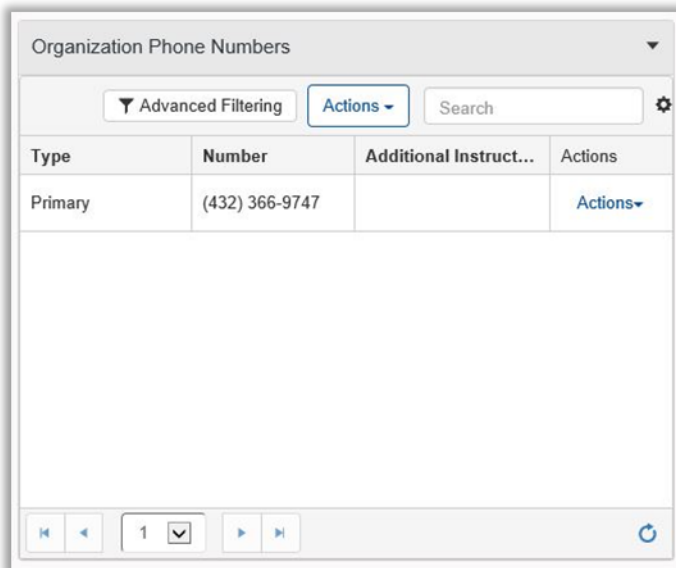 Organization Phone Numbers
Advanced Filtering Actions Search
Type Number Additional Instruct... Actions
Primary (432) 366-9747 Actions
1